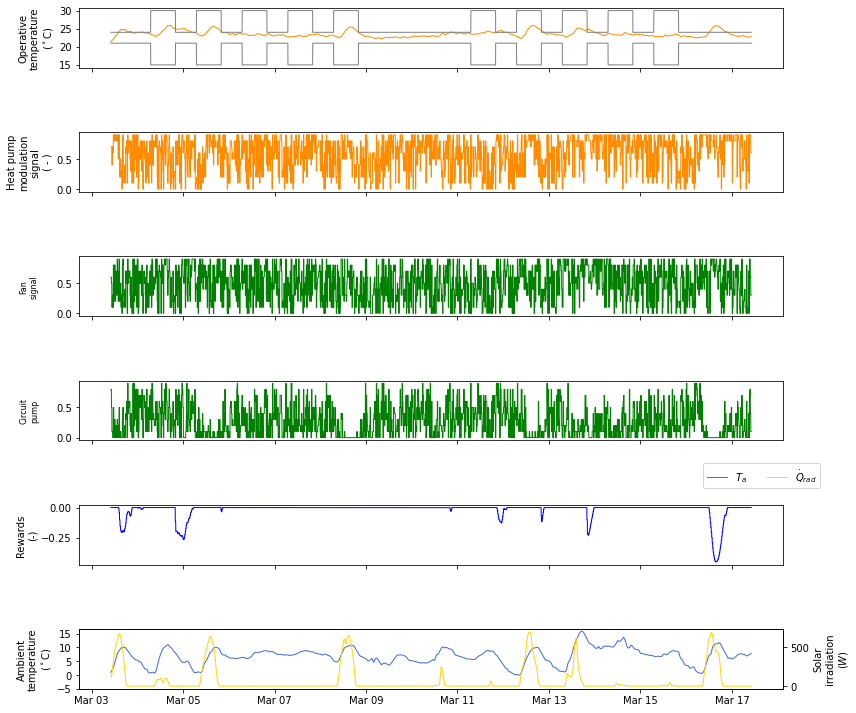 Operative
temperature
(°C)
30
25
20
15
Heat pump
modulation
signal
( - )
0.5
0.0
Fan
signal
0.5
0.0
Circuit
pump
0.5
0.0
T_a
Q̇_rad
Rewards
(-)
0.00
−0.25
Ambient
temperature
(°C)
15
10
5
0
−5
500
0
Solar
irradiation
(W)
Mar 03
Mar 05
Mar 07
Mar 09
Mar 11
Mar 13
Mar 15
Mar 17